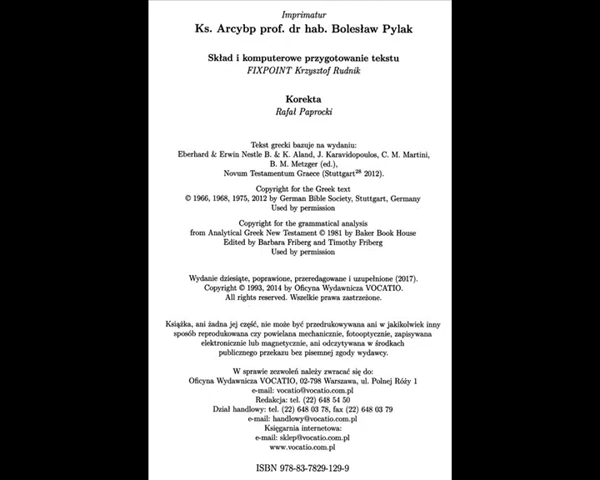 Imprimatur
Ks. Arcybp prof. dr hab. Bolesław Pylak
Skład i komputerowe przygotowanie tekstu
FIXPOINT Krzysztof Rudnik
Korekta
Rafał Paprocki
Tekst grecki bazuje na wydaniu:
Eberhard & Erwin Nestle B. & K. Aland, J. Karavidopoulos, C. M. Martini,
B. M. Metzger (ed.),
Novum Testamentum Graece (Stuttgart²⁸ 2012).
Copyright for the Greek text
© 1966, 1968, 1975, 2012 by German Bible Society, Stuttgart, Germany
Used by permission
Copyright for the grammatical analysis
from Analytical Greek New Testament © 1981 by Baker Book House
Edited by Barbara Friberg and Timothy Friberg
Used by permission
Wydanie dziesiąte, poprawione, przeredagowane i uzupełnione (2017).
Copyright © 1993, 2014 by Oficyna Wydawnicza VOCATIO.
All rights reserved. Wszelkie prawa zastrzeżone.
Książka, ani żadna jej część, nie może być przedrukowywana ani w jakikolwiek inny
sposób reprodukowana czy powielana mechanicznie, fotooptycznie, zapisywana
elektronicznie lub magnetycznie, ani odczytywana w środkach
publicznego przekazu bez pisemnej zgody wydawcy.
W sprawie zezwoleń należy zwracać się do:
Oficyna Wydawnicza VOCATIO, 02-798 Warszawa, ul. Polnej Róży 1
e-mail: vocatio@vocatio.com.pl
Redakcja: tel. (22) 648 54 50
Dział handlowy: tel. (22) 648 03 78, fax (22) 648 03 79
e-mail: handlowy@vocatio.com.pl
Księgarnia internetowa:
e-mail: sklep@vocatio.com.pl
www.vocatio.com.pl
ISBN 978-83-7829-129-9